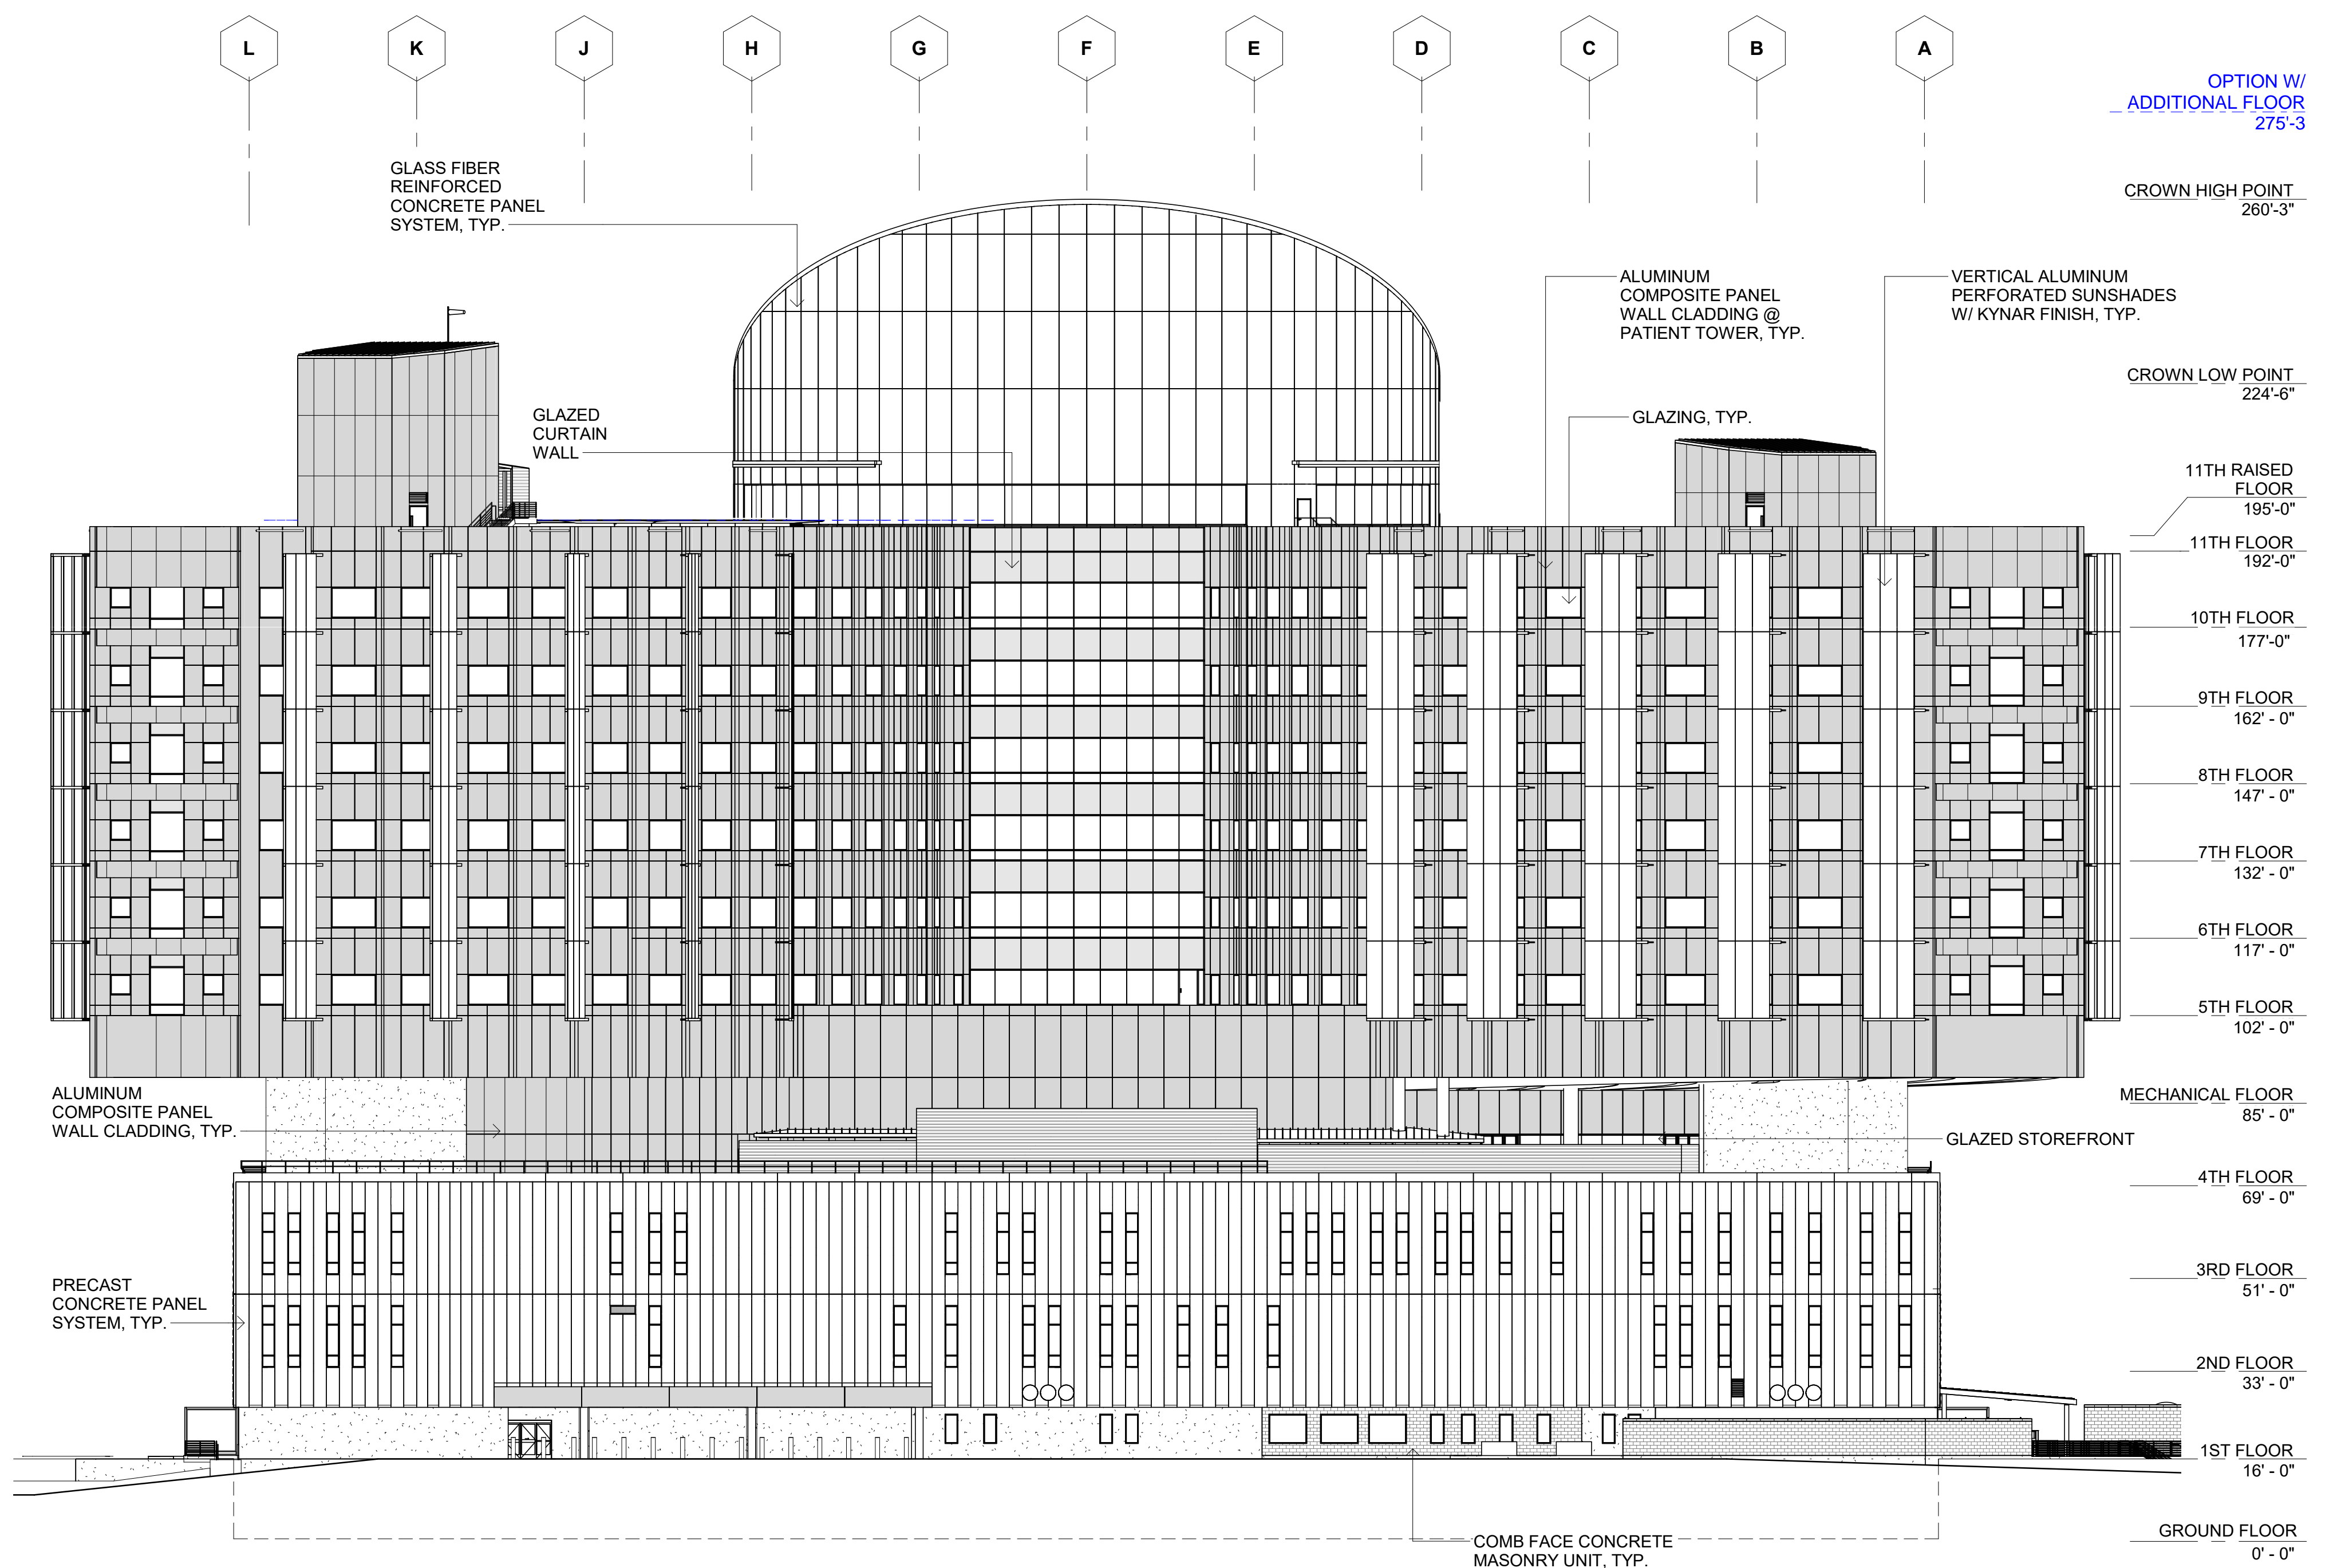 L K J H G F E D C B A
OPTION W/
ADDITIONAL FLOOR
275'-3
GLASS FIBER
REINFORCED
CONCRETE PANEL
SYSTEM, TYP.
CROWN HIGH POINT
260'-3"
ALUMINUM
COMPOSITE PANEL
WALL CLADDING @
PATIENT TOWER, TYP.
VERTICAL ALUMINUM
PERFORATED SUNSHADES
W/ KYNAR FINISH, TYP.
CROWN LOW POINT
224'-6"
GLAZED
CURTAIN
WALL
GLAZING, TYP.
11TH RAISED
FLOOR
195'-0"
11TH FLOOR
192'-0"
10TH FLOOR
177'-0"
9TH FLOOR
162' - 0"
8TH FLOOR
147' - 0"
7TH FLOOR
132' - 0"
6TH FLOOR
117' - 0"
5TH FLOOR
102' - 0"
ALUMINUM
COMPOSITE PANEL
WALL CLADDING, TYP.
MECHANICAL FLOOR
85' - 0"
GLAZED STOREFRONT
4TH FLOOR
69' - 0"
PRECAST
CONCRETE PANEL
SYSTEM, TYP.
3RD FLOOR
51' - 0"
2ND FLOOR
33' - 0"
1ST FLOOR
16' - 0"
COMB FACE CONCRETE
MASONRY UNIT, TYP.
GROUND FLOOR
0' - 0"